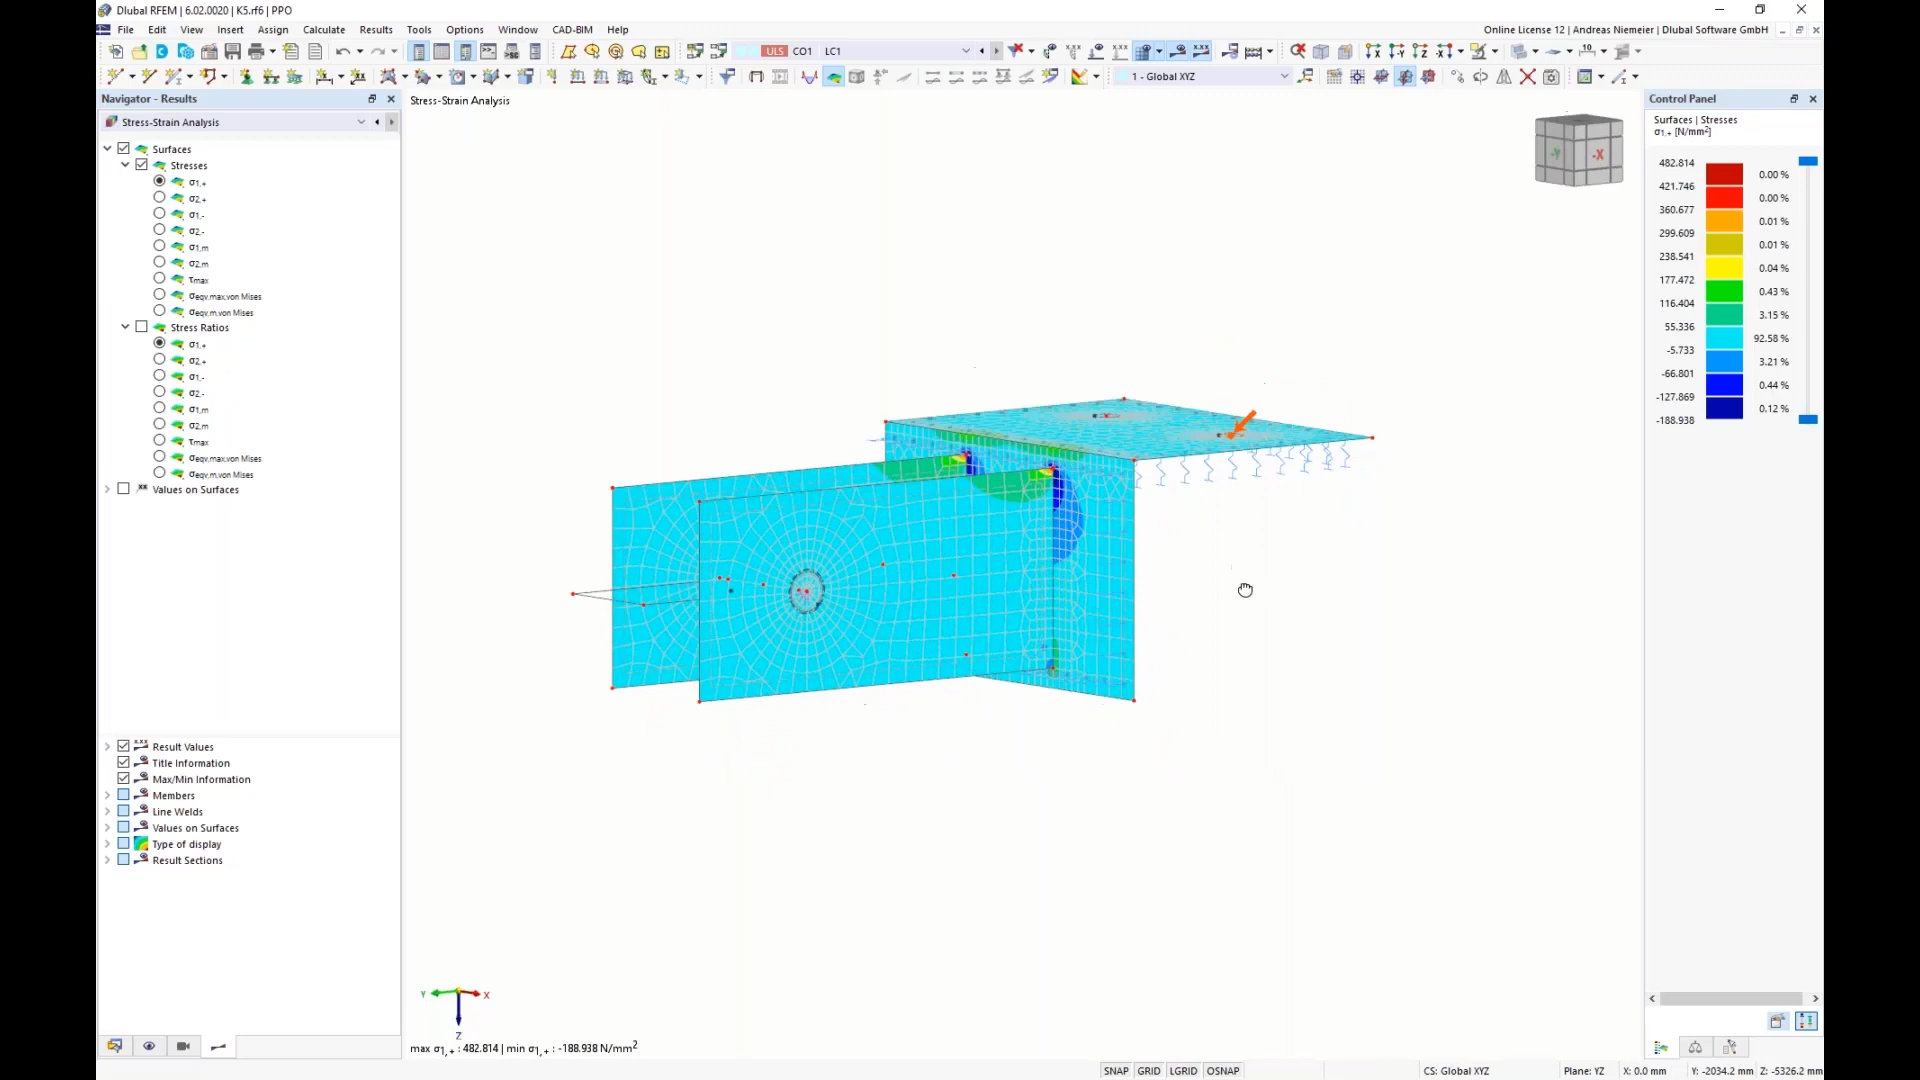 Dlubal RFEM | 6.02.0020 | K5.rf6 | PPO
File Edit View Insert Assign Calculate Results Tools Options Window CAD-BIM Help
Online License 12 | Andreas Niemeier | Dlubal Software GmbH
ULS CO1 LC1
1 - Global XYZ
Navigator - Results
Stress-Strain Analysis
Surfaces
Stresses
σ1,+
σ2,+
σ1,-
σ2,-
σ1,m
σ2,m
τmax
σeqv,max,von Mises
σeqv,m,von Mises
Stress Ratios
σ1,+
σ2,+
σ1,-
σ2,-
σ1,m
σ2,m
τmax
σeqv,max,von Mises
σeqv,m,von Mises
Values on Surfaces
Result Values
Title Information
Max/Min Information
Members
Line Welds
Values on Surfaces
Type of display
Result Sections
Stress-Strain Analysis
-Y -X
Y X
Z
max σ1,+ : 482.814 | min σ1,+ : -188.938 N/mm²
Control Panel
Surfaces | Stresses
σ1,+ [N/mm²]
482.814
0.00 %
421.746
0.00 %
360.677
0.01 %
299.609
0.01 %
238.541
0.04 %
177.472
0.43 %
116.404
3.15 %
55.336
92.58 %
-5.733
3.21 %
-66.801
0.44 %
-127.869
0.12 %
-188.938
SNAP GRID LGRID OSNAP
CS: Global XYZ Plane: YZ X: 0.0 mm Y: -2034.2 mm Z: -5326.2 mm